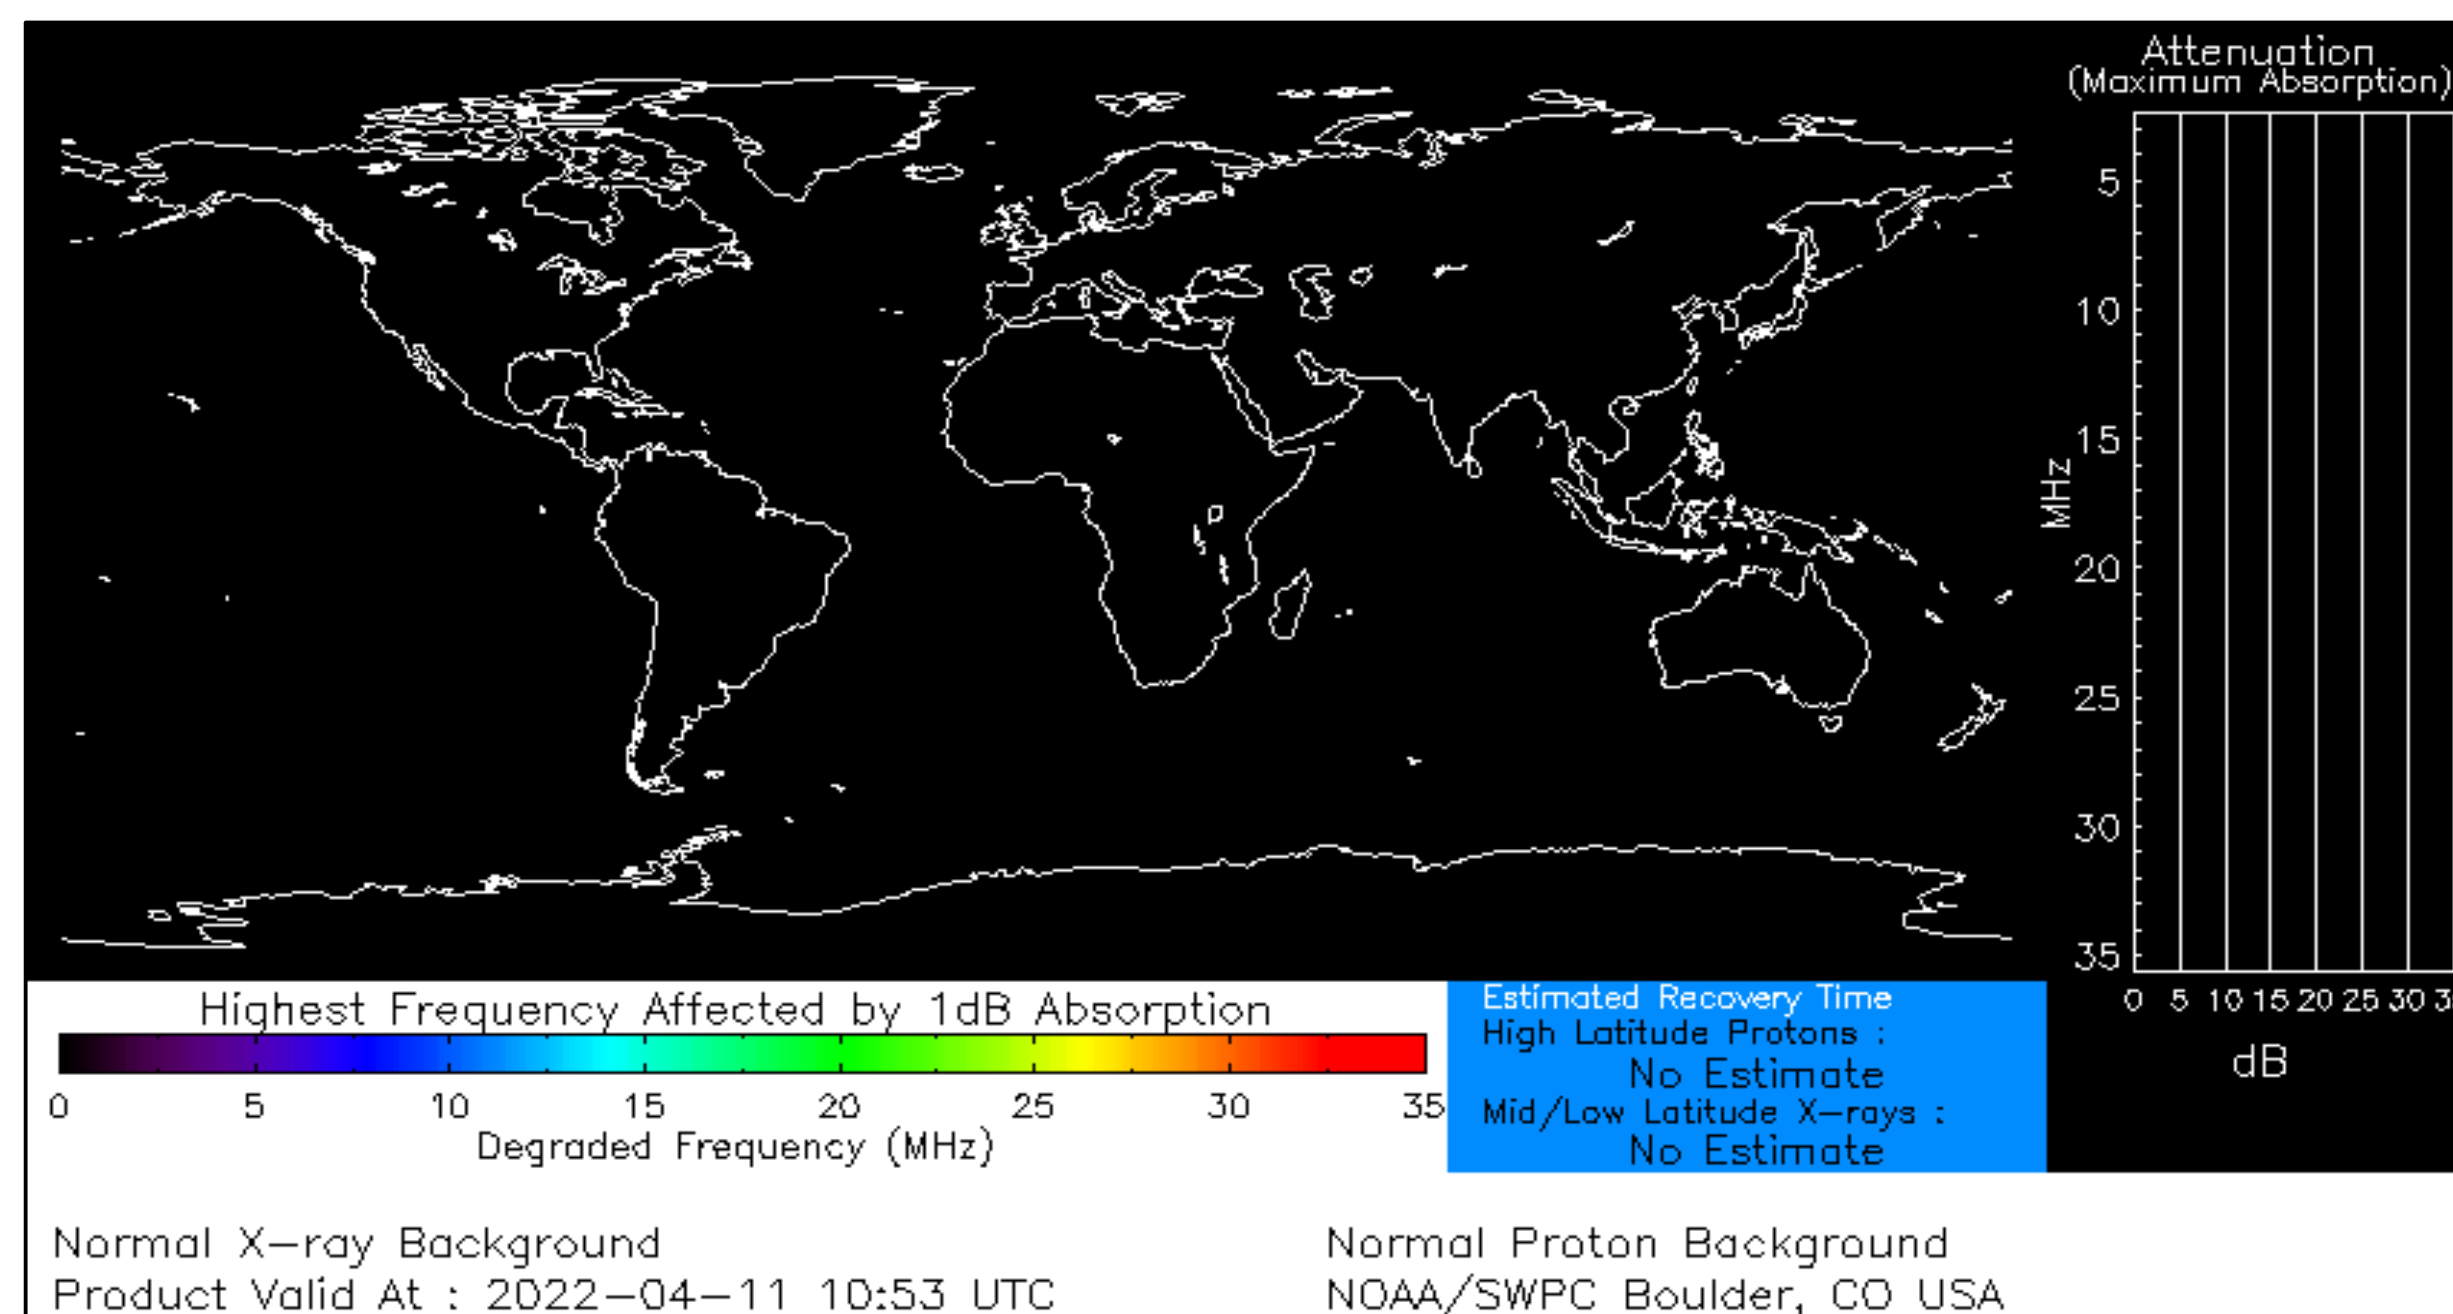 Attenuation
(Maximum Absorption)
5
10
15
20
25
30
35
MHz
0 5 10 15 20 25 30 3
dB
Highest Frequency Affected by 1dB Absorption
0 5 10 15 20 25 30 35
Degraded Frequency (MHz)
Estimated Recovery Time
High Latitude Protons :
No Estimate
Mid/Low Latitude X-rays :
No Estimate
Normal X-ray Background
Normal Proton Background
Product Valid At : 2022-04-11 10:53 UTC
NOAA/SWPC Boulder, CO USA